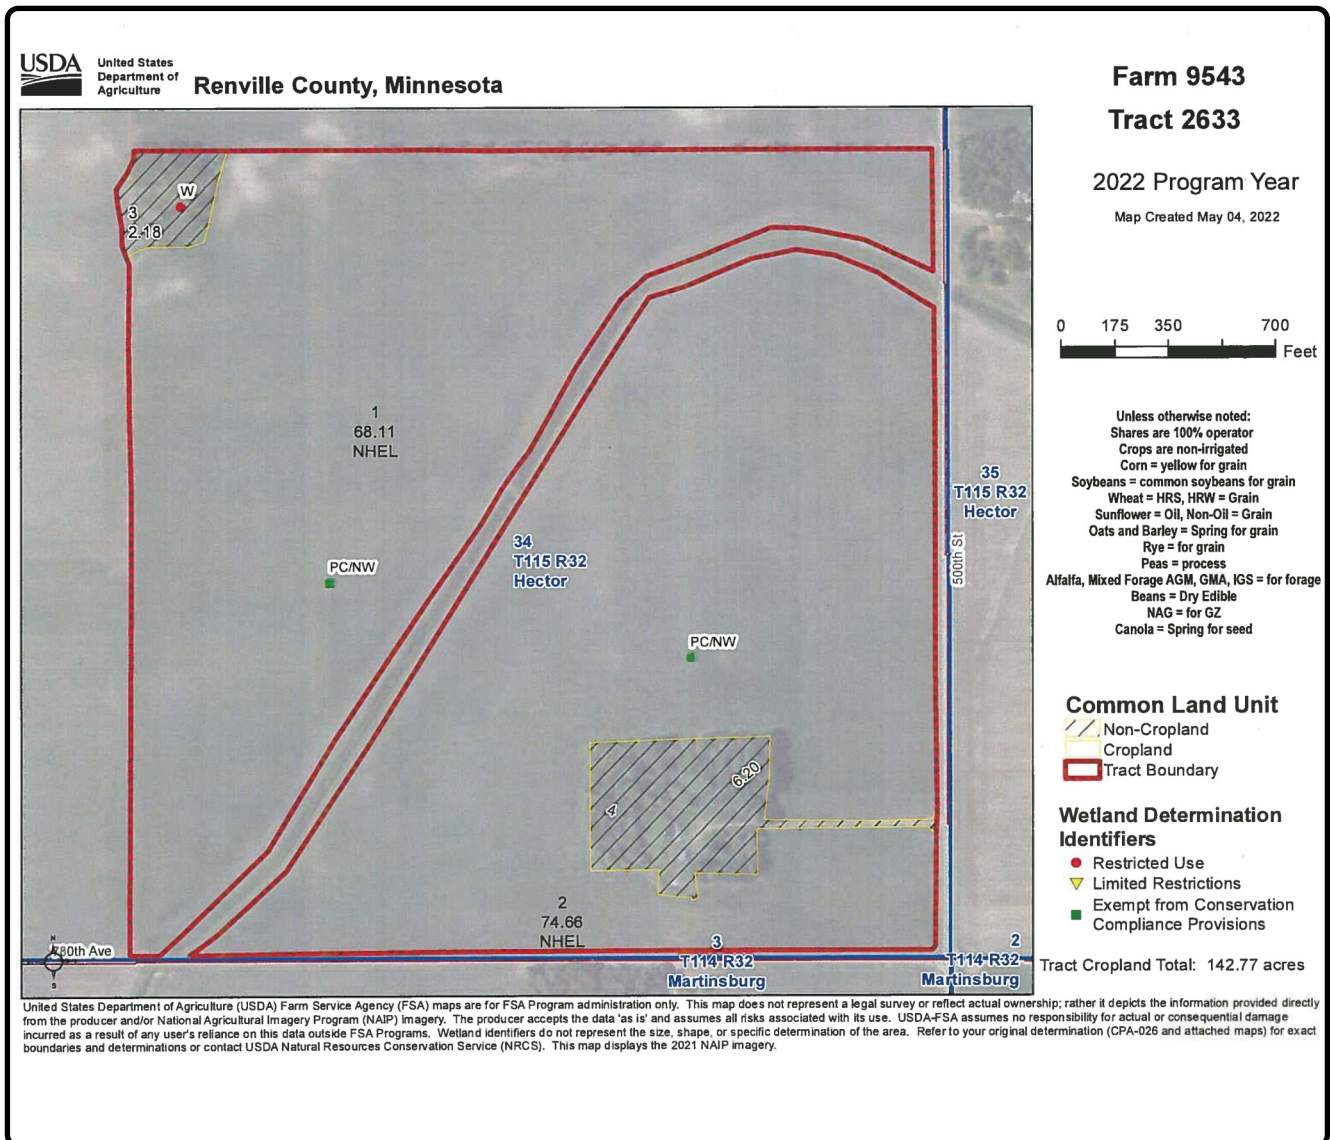 USDA
United States
Department of
Agriculture
Renville County, Minnesota
Farm 9543
Tract 2633
2022 Program Year
Map Created May 04, 2022
0 175 350 700
Feet
W
3
2.18
1
68.11
NHEL
PC/NW
34
T115 R32
Hector
35
T115 R32
Hector
500th St
PC/NW
6.20
4
2
74.66
NHEL
780th Ave
N
S
3
T114 R32
Martinsburg
2
T114 R32
Martinsburg
Unless otherwise noted:
Shares are 100% operator
Crops are non-irrigated
Corn = yellow for grain
Soybeans = common soybeans for grain
Wheat = HRS, HRW = Grain
Sunflower = Oil, Non-Oil = Grain
Oats and Barley = Spring for grain
Rye = for grain
Peas = process
Alfalfa, Mixed Forage AGM, GMA, IGS = for forage
Beans = Dry Edible
NAG = for GZ
Canola = Spring for seed
Common Land Unit
Non-Cropland
Cropland
Tract Boundary
Wetland Determination
Identifiers
Restricted Use
Limited Restrictions
Exempt from Conservation
Compliance Provisions
Tract Cropland Total: 142.77 acres
United States Department of Agriculture (USDA) Farm Service Agency (FSA) maps are for FSA Program administration only. This map does not represent a legal survey or reflect actual ownership; rather it depicts the information provided directly
from the producer and/or National Agricultural Imagery Program (NAIP) imagery. The producer accepts the data 'as is' and assumes all risks associated with its use. USDA-FSA assumes no responsibility for actual or consequential damage
incurred as a result of any user's reliance on this data outside FSA Programs. Wetland identifiers do not represent the size, shape, or specific determination of the area. Refer to your original determination (CPA-026 and attached maps) for exact
boundaries and determinations or contact USDA Natural Resources Conservation Service (NRCS). This map displays the 2021 NAIP imagery.